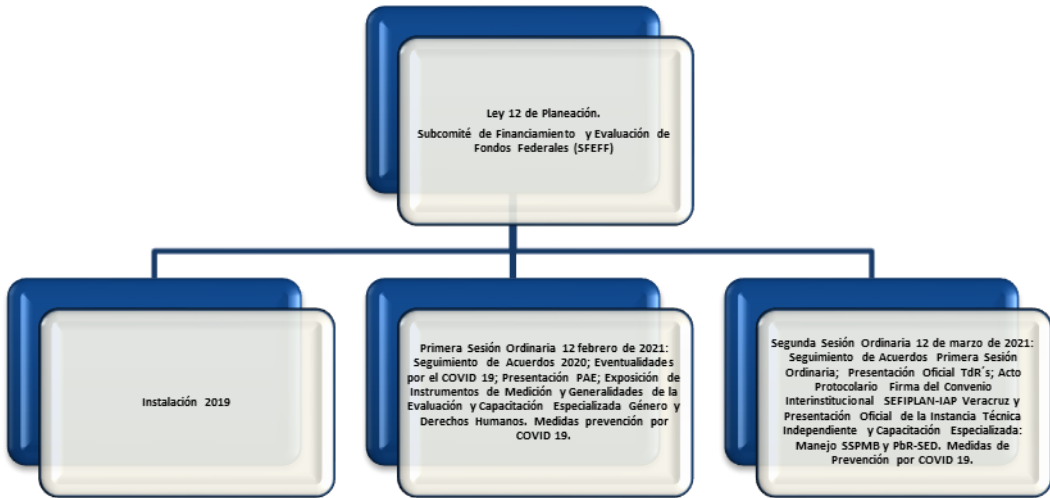 Ley 12 de Planeación.
Subcomité de Financiamiento y Evaluación de
Fondos Federales (SFEFF)
Instalación 2019
Primera Sesión Ordinaria 12 febrero de 2021:
Seguimiento de Acuerdos 2020; Eventualidades
por el COVID 19; Presentación PAE; Exposición de
Instrumentos de Medición y Generalidades de la
Evaluación y Capacitación Especializada Género y
Derechos Humanos. Medidas prevención por
COVID 19.
Segunda Sesión Ordinaria 12 de marzo de 2021:
Seguimiento de Acuerdos Primera Sesión
Ordinaria; Presentación Oficial TdR´s; Acto
Protocolario Firma del Convenio
Interinstitucional SEFIPLAN-IAP Veracruz y
Presentación Oficial de la Instancia Técnica
Independiente y Capacitación Especializada:
Manejo SSPMB y PbR-SED. Medidas de
Prevención por COVID 19.